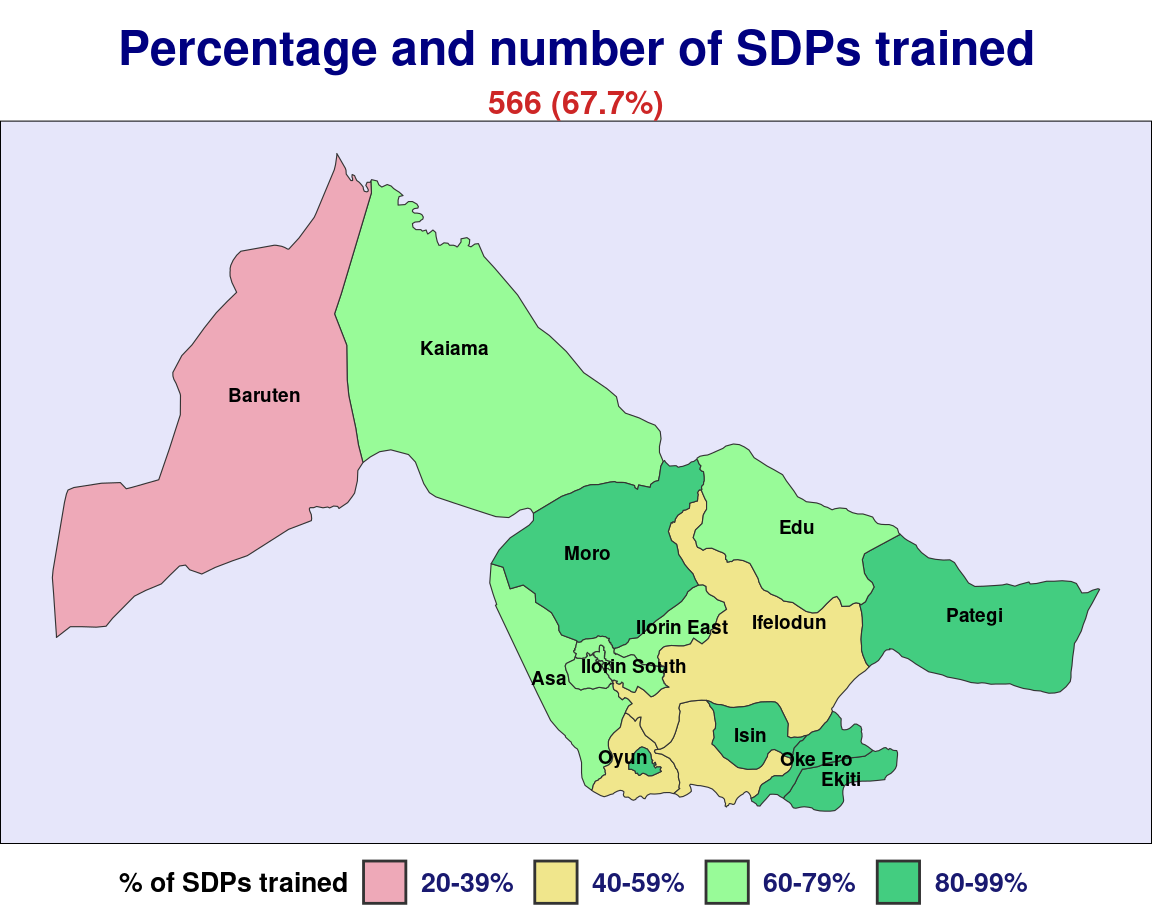 Percentage and number of SDPs trained
566 (67.7%)
Kaiama
Baruten
Edu
Moro
Pategi
Ifelodun
Ilorin East
Ilorin South
Asa
Isin
Oyun
Oke Ero
Ekiti
% of SDPs trained 20-39% 40-59% 60-79% 80-99%